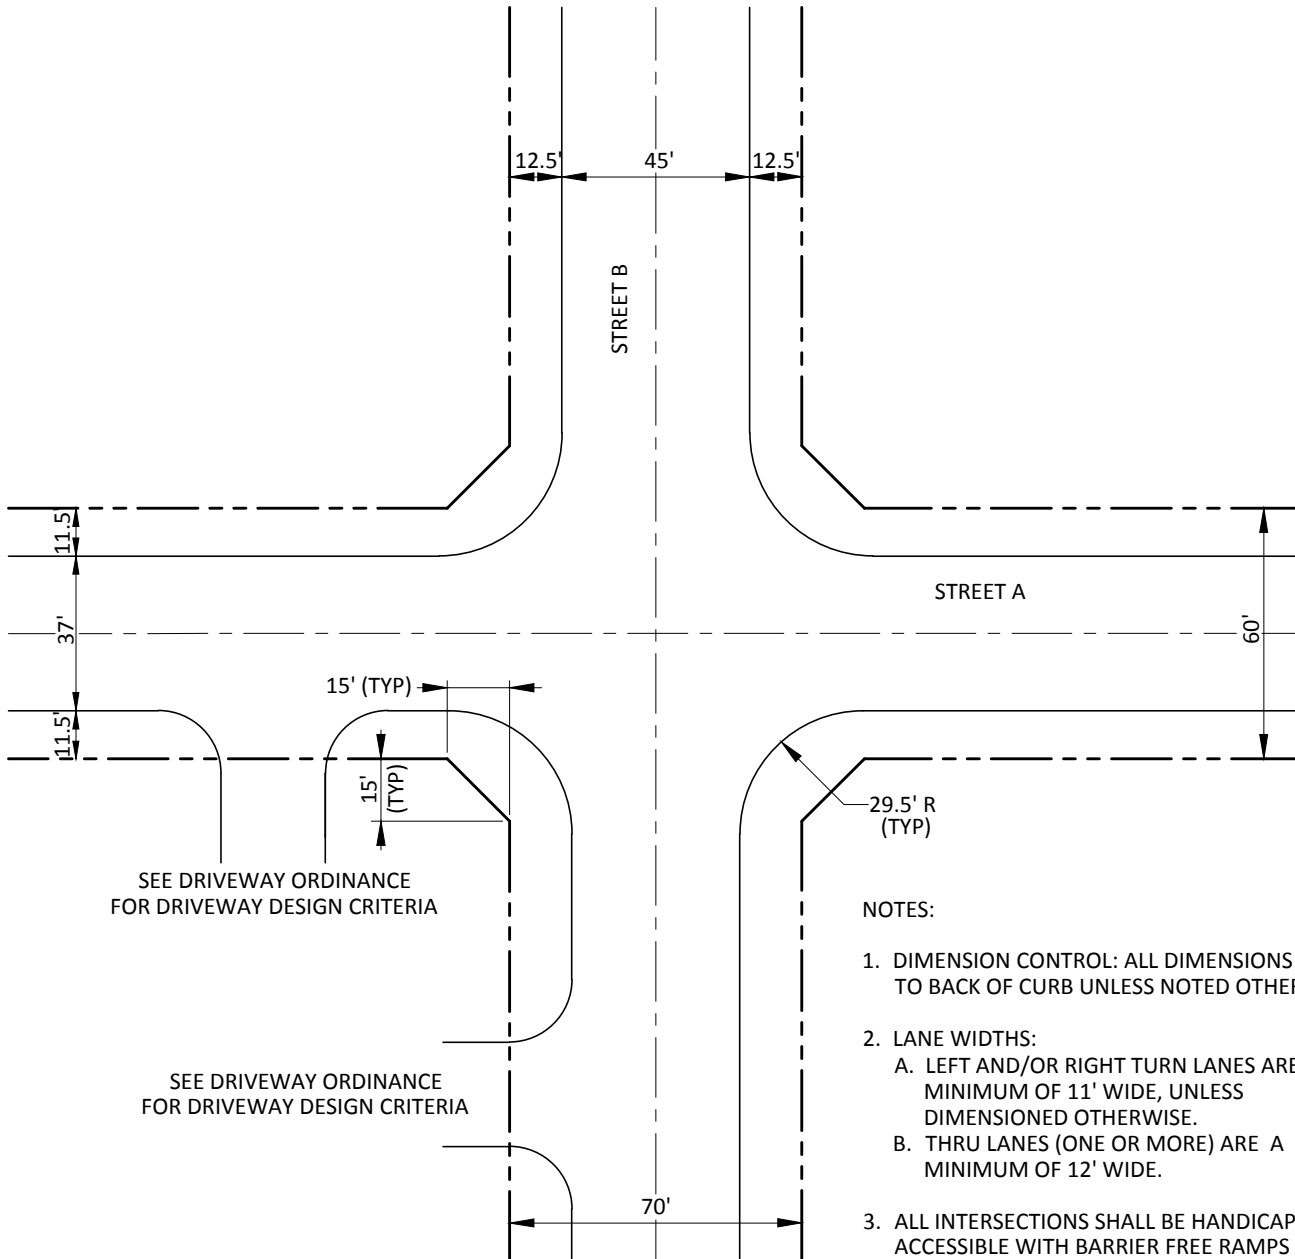 12.5' 45' 12.5'
STREET B
11.5'
STREET A
37'
60'
15' (TYP)
11.5'
15'
(TYP)
29.5' R
(TYP)
SEE DRIVEWAY ORDINANCE
FOR DRIVEWAY DESIGN CRITERIA
NOTES:
1. DIMENSION CONTROL: ALL DIMENSIONS
TO BACK OF CURB UNLESS NOTED OTHER
2. LANE WIDTHS:
A. LEFT AND/OR RIGHT TURN LANES ARE
MINIMUM OF 11' WIDE, UNLESS
DIMENSIONED OTHERWISE.
B. THRU LANES (ONE OR MORE) ARE A
MINIMUM OF 12' WIDE.
SEE DRIVEWAY ORDINANCE
FOR DRIVEWAY DESIGN CRITERIA
70'
3. ALL INTERSECTIONS SHALL BE HANDICAP
ACCESSIBLE WITH BARRIER FREE RAMPS